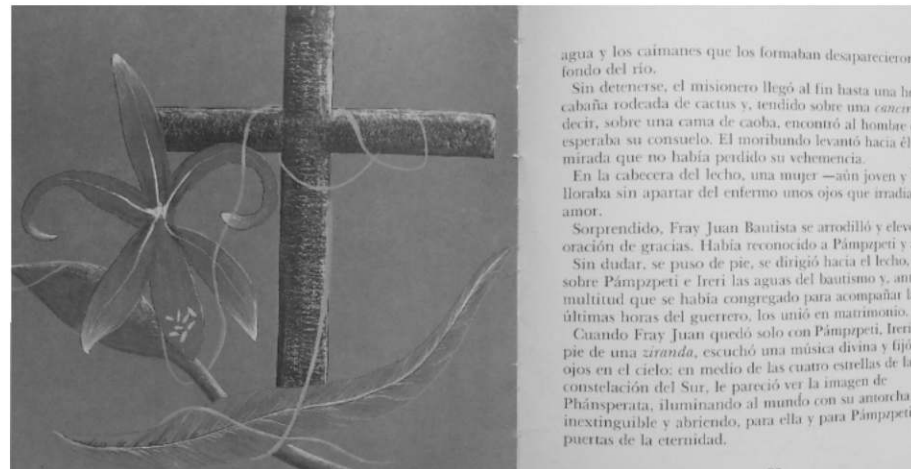 agua y los caimanes que los formaban desaparecieron
fondo del río.
Sin detenerse, el misionero llegó al fin hasta una
cabaña rodeada de cactus y, tendido sobre una
decir, sobre una cama de caoba, encontró al hombre
esperaba su consuelo. El moribundo levantó hacia él
mirada que no había perdido su vehemencia.
En la cabecera del lecho, una mujer —aún joven y
lloraba sin apartar del enfermo unos ojos que
amor.
Sorprendido, Fray Juan Bautista se arrodilló y
oración de gracias. Había reconocido a Pámpzpeti y
Sin dudar, se puso de pie, se dirigió hacia el lecho,
sobre Pámpzpeti e Ireri las aguas del bautismo y,
multitud que se había congregado para acompañar
últimas horas del guerrero, los unió en matrimonio.
Cuando Fray Juan quedó solo con Pámpzpeti, Ireri
pie de una ziranda, escuchó una música divina y fijó
ojos en el cielo: en medio de las cuatro estrellas de la
constelación del Sur, le pareció ver la imagen de
Phánsperata, iluminando al mundo con su antorcha
inextinguible y abriendo, para ella y para Pámpzpeti
puertas de la eternidad.